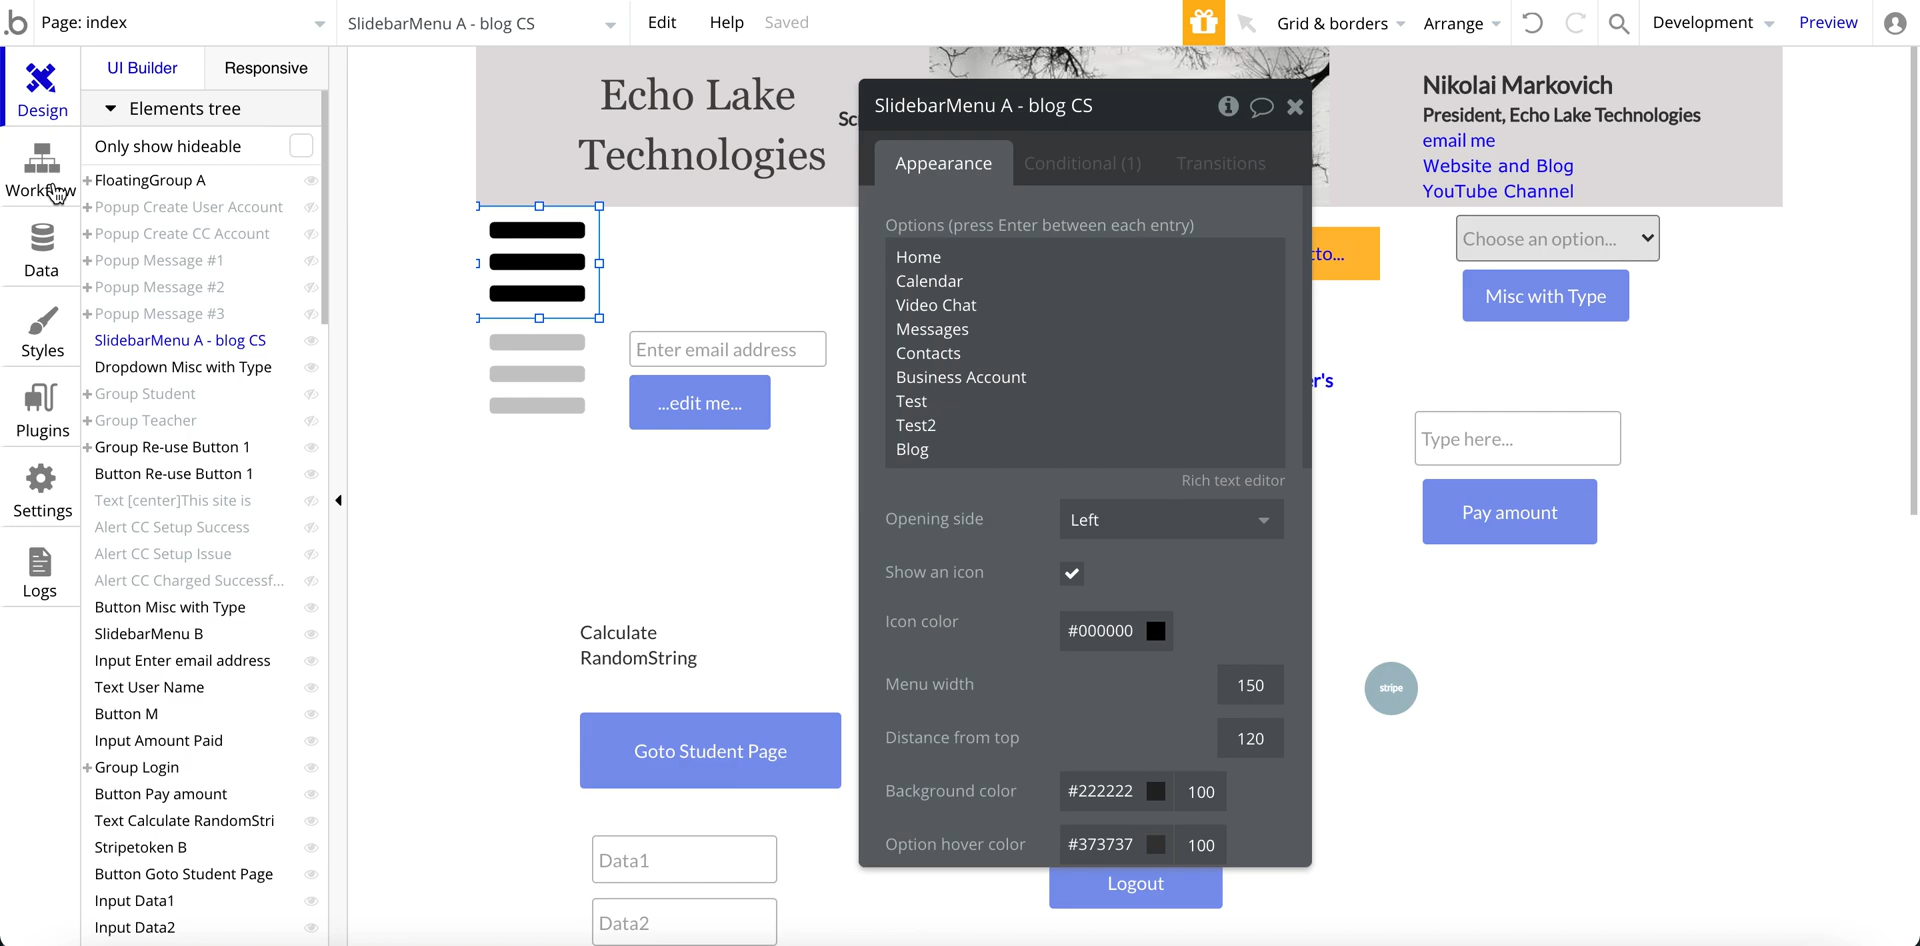 .b
Page: index
SlidebarMenu A - blog CS
Edit
Help
Saved
Grid & borders
Arrange
Development
Preview
Design
Workflow
Data
Styles
Plugins
Settings
Logs
UI Builder
Responsive
Elements tree
Only show hideable
FloatingGroup A
Popup Create User Account
Popup Create CC Account
Popup Message #1
Popup Message #2
Popup Message #3
SlidebarMenu A - blog CS
Dropdown Misc with Type
Group Student
Group Teacher
Group Re-use Button 1
Button Re-use Button 1
Text [center]This site is
Alert CC Setup Success
Alert CC Setup Issue
Alert CC Charged Successf...
Button Misc with Type
SlidebarMenu B
Input Enter email address
Text User Name
Button M
Input Amount Paid
Group Login
Button Pay amount
Text Calculate RandomStri
Stripetoken B
Button Goto Student Page
Input Data1
Input Data2
Echo Lake
Technologies
Sc
Enter email address
...edit me...
Calculate
RandomString
Goto Student Page
Data1
Data2
SlidebarMenu A - blog CS
Appearance
Conditional (1)
Transitions
Options (press Enter between each entry)
Home
Calendar
Video Chat
Messages
Contacts
Business Account
Test
Test2
Blog
Rich text editor
Opening side
Left
Show an icon
Icon color
#000000
Menu width
150
Distance from top
120
Background color
#222222
100
Option hover color
#373737
100
Logout
Nikolai Markovich
President, Echo Lake Technologies
email me
Website and Blog
YouTube Channel
to...
Choose an option...
Misc with Type
r's
Type here...
Pay amount
stripe